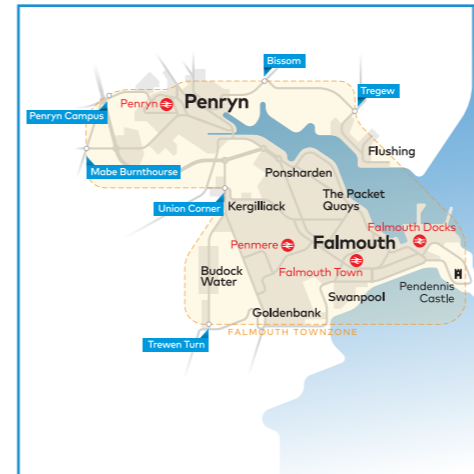 Bissom
Tregew
Penryn
Penryn
Penryn Campus
Flushing
Mabe Burnthourse
Ponsharden
The Packet
Quays
Union Corner
Kergilliack
Falmouth Docks
Penmere
Falmouth
Falmouth Town
Budock
Water
Pendennis
Castle
Swanpool
Goldenbank
FALMOUTH TOWNZONE
Trewen Turn